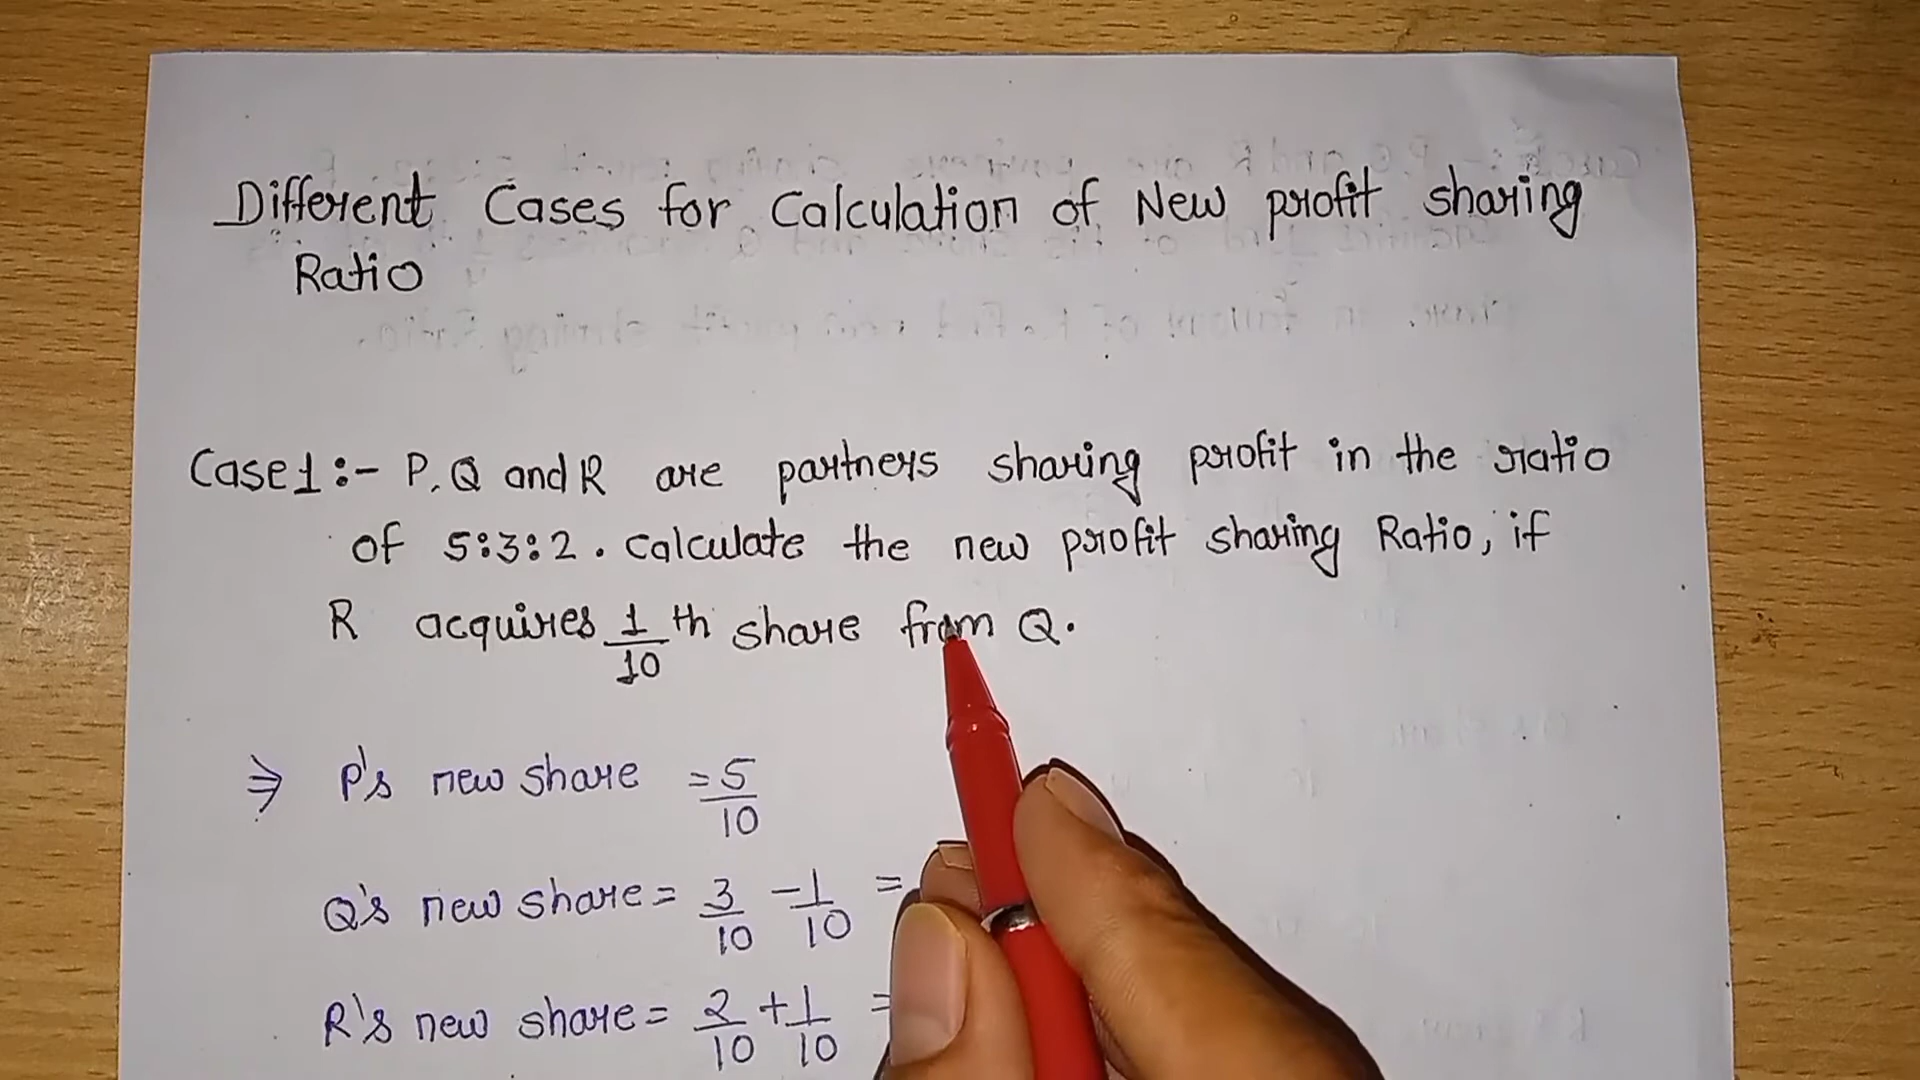 Different Cases for Calculation of New profit sharing
Ratio
Case1:- P, Q and R are partners sharing profit in the ratio
of 5:3:2. Calculate the new profit sharing Ratio, if
R acquires 1/10 th share from Q.
⇒ P's new share = 5/10
Q's new share = 3/10 - 1/10 =
R's new share = 2/10 + 1/10 =